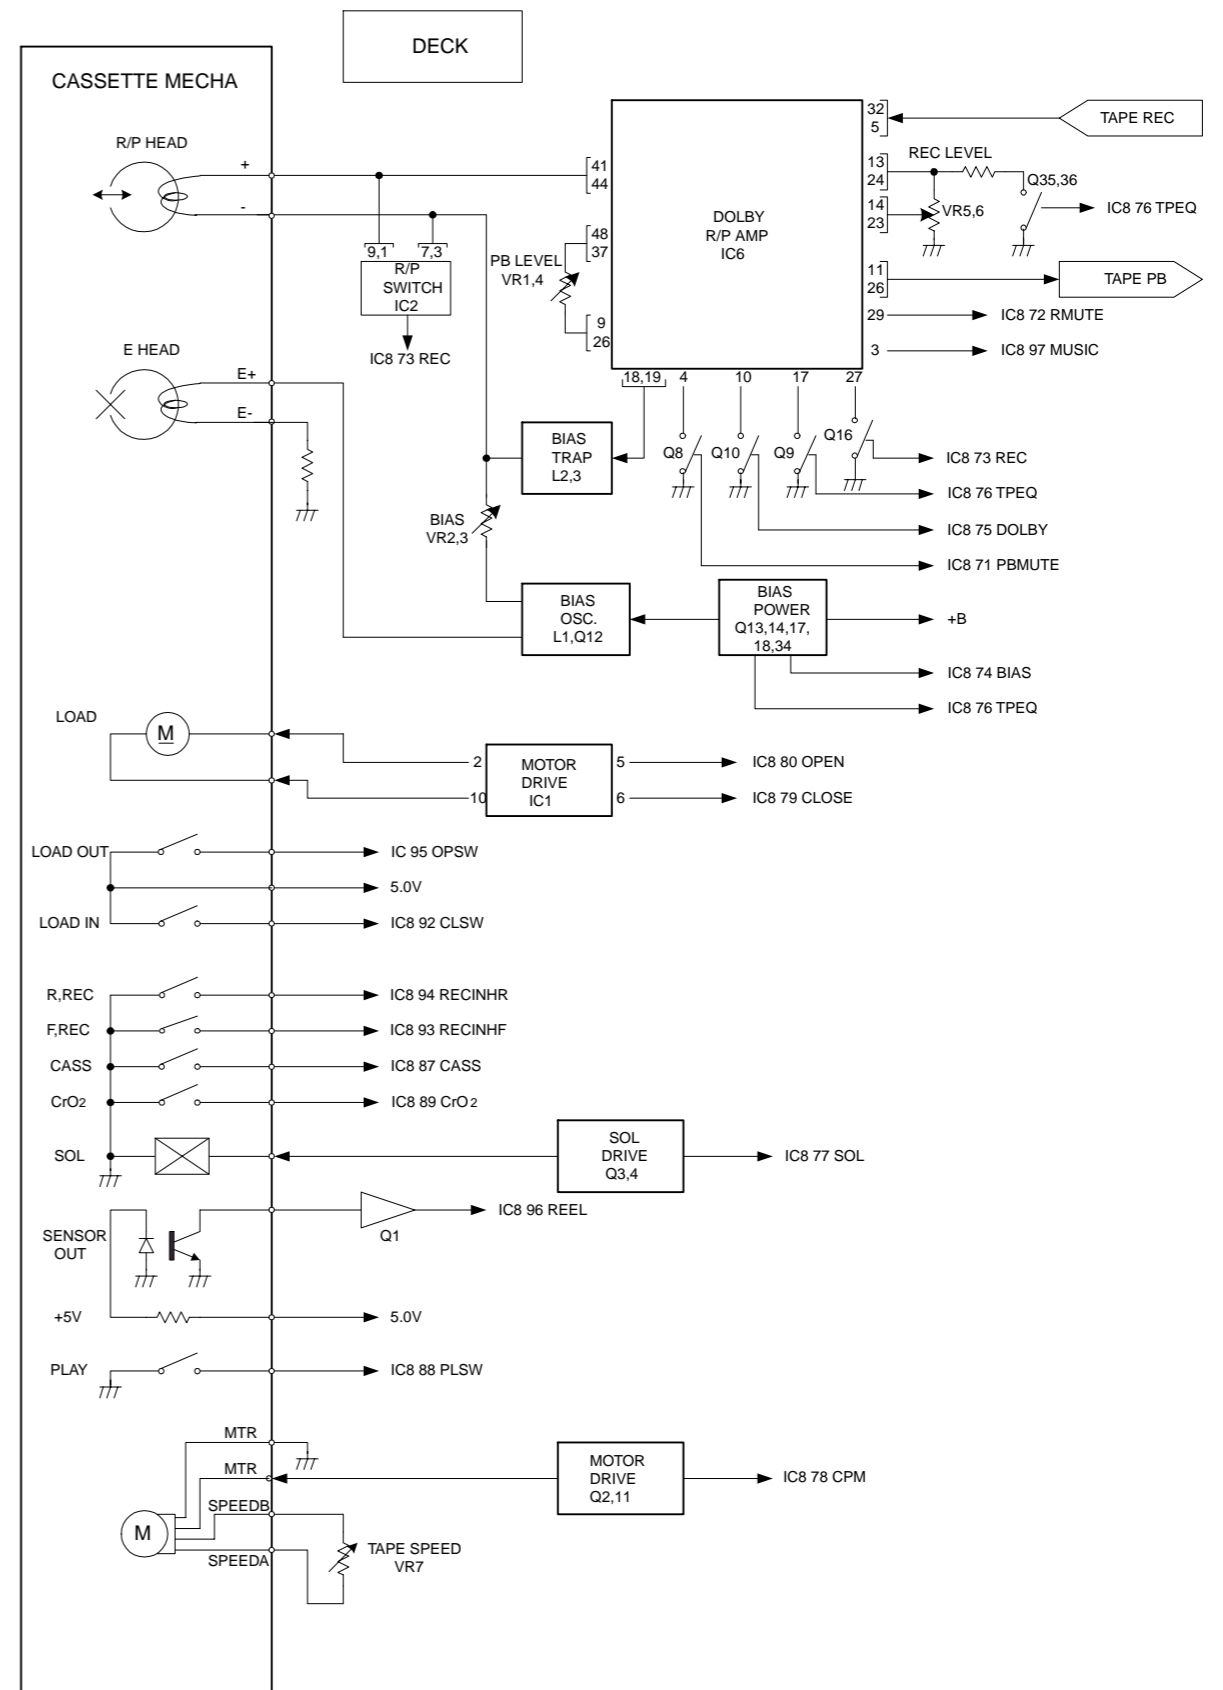 DECK
CASSETTE MECHA
R/P HEAD
+
-
41
44
48
37
PB LEVEL
VR1,4
9
26
9,1
7,3
R/P
SWITCH
IC2
IC8 73 REC
DOLBY
R/P AMP
IC6
32
5
TAPE REC
13
24
REC LEVEL
Q35,36
14
23
VR5,6
IC8 76 TPEQ
11
26
TAPE PB
29
IC8 72 RMUTE
3
IC8 97 MUSIC
18,19
4
10
17
27
E HEAD
E+
E-
BIAS
TRAP
L2,3
Q8
Q10
Q9
Q16
IC8 73 REC
IC8 76 TPEQ
IC8 75 DOLBY
IC8 71 PBMUTE
BIAS
VR2,3
BIAS
OSC.
L1,Q12
BIAS
POWER
Q13,14,17,
18,34
+B
IC8 74 BIAS
IC8 76 TPEQ
LOAD
M
2
10
MOTOR
DRIVE
IC1
5
6
IC8 80 OPEN
IC8 79 CLOSE
LOAD OUT
IC 95 OPSW
5.0V
LOAD IN
IC8 92 CLSW
R,REC
IC8 94 RECINHR
F,REC
IC8 93 RECINHF
CASS
IC8 87 CASS
CrO2
IC8 89 CrO 2
SOL
SOL
DRIVE
Q3,4
IC8 77 SOL
SENSOR
OUT
Q1
IC8 96 REEL
+5V
5.0V
PLAY
IC8 88 PLSW
MTR
MTR
MOTOR
DRIVE
Q2,11
IC8 78 CPM
M
SPEEDB
SPEEDA
TAPE SPEED
VR7